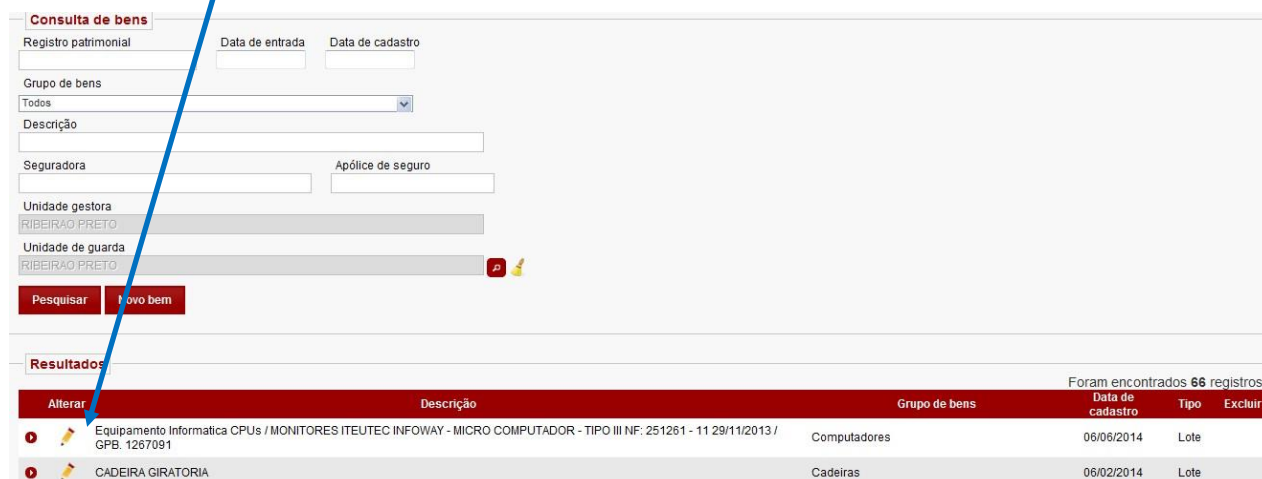 Consulta de bens
Registro patrimonial Data de entrada Data de cadastro
Grupo de bens
Todos
Descrição
Seguradora Apólice de seguro
Unidade gestora
RIBEIRAO PRETO
Unidade de guarda
RIBEIRAO PRETO
Pesquisar Novo bem
Resultados
Foram encontrados 66 registros
Alterar Descrição Grupo de bens Data de cadastro Tipo Excluir
Equipamento Informatica CPUs / MONITORES ITEUTEC INFOWAY - MICRO COMPUTADOR - TIPO III NF: 251261 - 11 29/11/2013 /
GPB. 1267091 Computadores 06/06/2014 Lote
CADEIRA GIRATORIA Cadeiras 06/02/2014 Lote